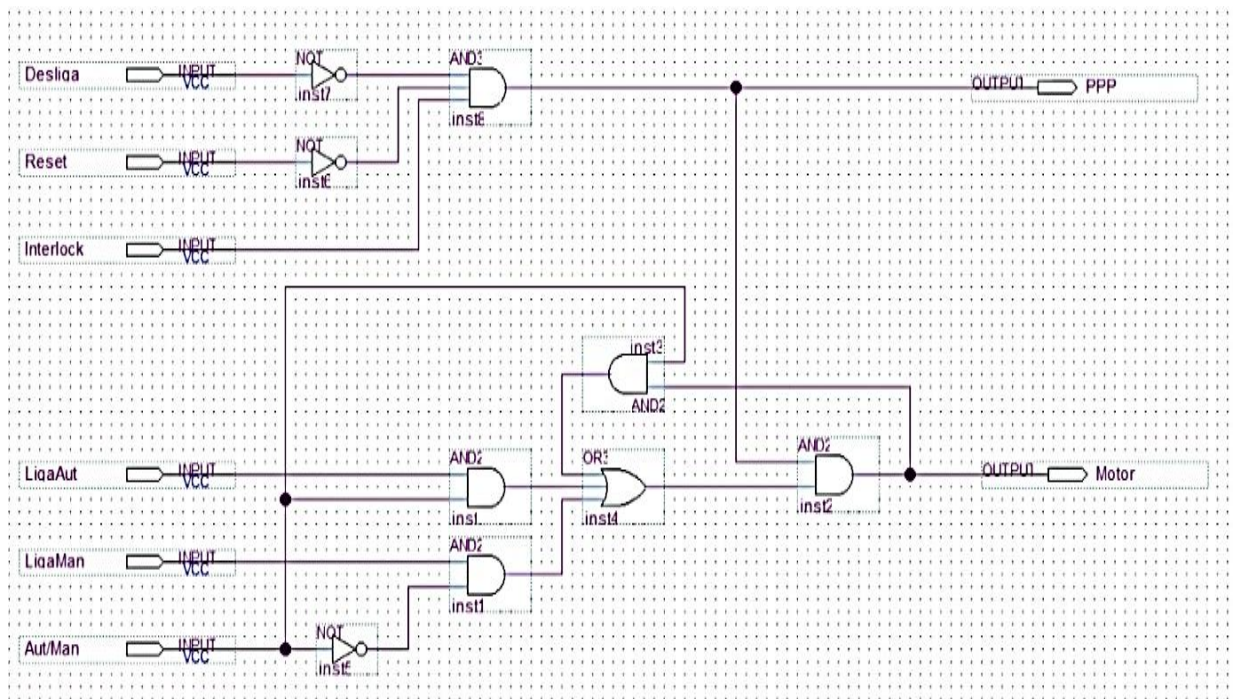 NOT
AND3
Desliga
INPUT
VCC
OUTPUT
PPP
inst7
inst8
NOT
Reset
INPUT
VCC
inst6
Interlock
INPUT
VCC
inst3
AND2
AND2
AND2
OR3
LigaAut
INPUT
VCC
OUTPUT
Motor
inst2
inst
inst4
AND2
LigaMan
INPUT
VCC
inst1
NOT
Aut/Man
INPUT
VCC
inst5